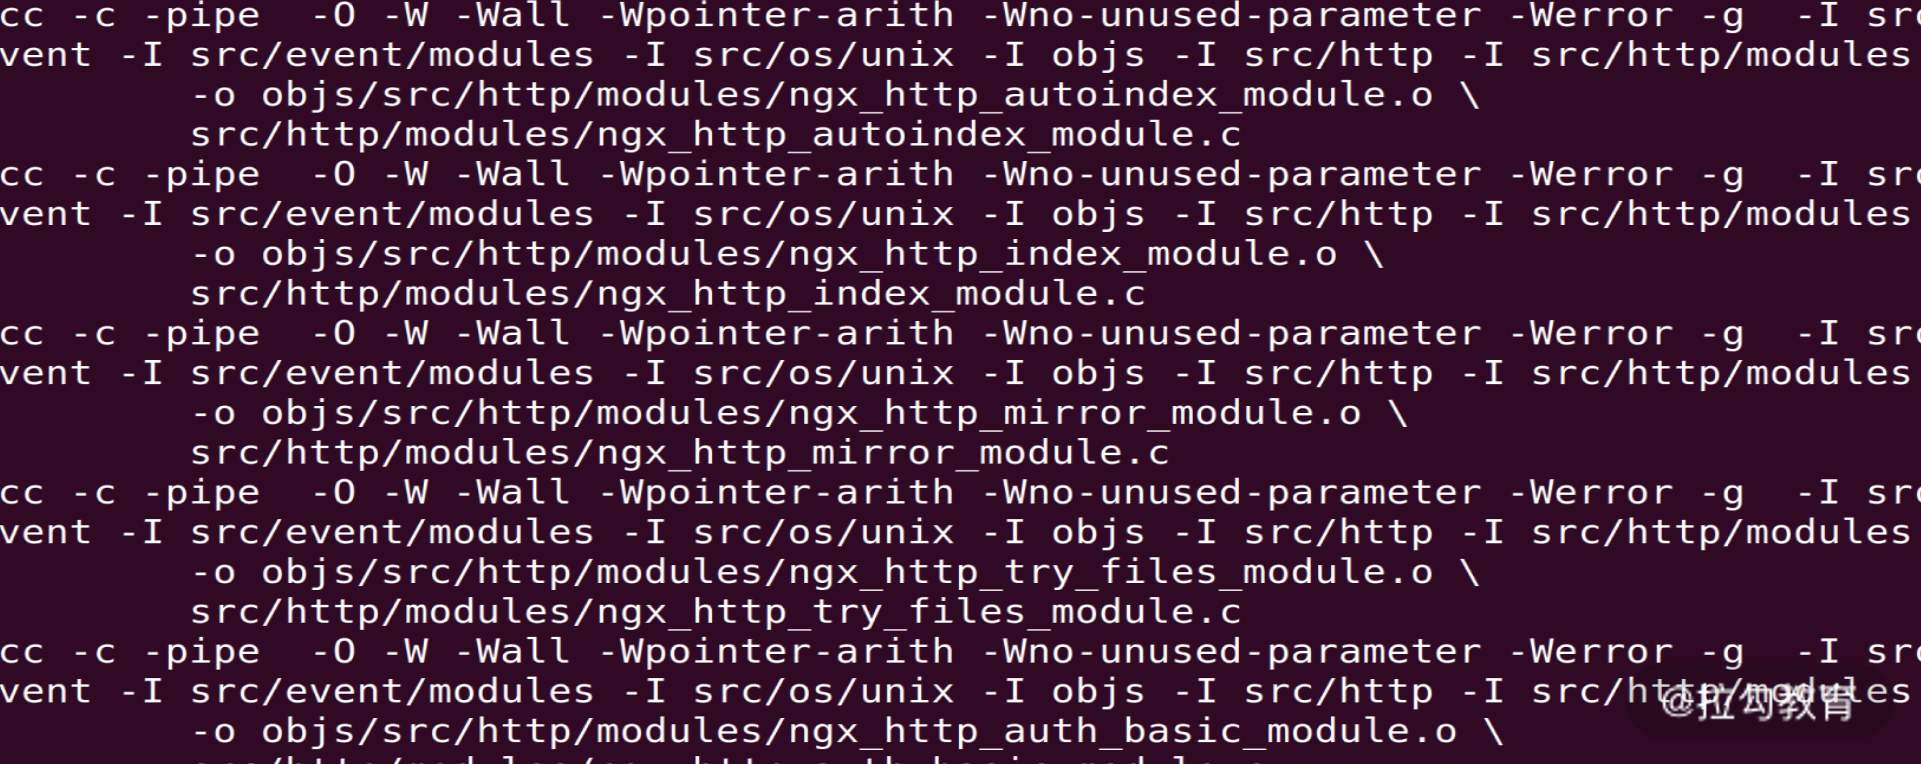 cc -c -pipe  -O -W -Wall -Wpointer-arith -Wno-unused-parameter -Werror -g  -I src
vent -I src/event/modules -I src/os/unix -I objs -I src/http -I src/http/modules
        -o objs/src/http/modules/ngx_http_autoindex_module.o \
        src/http/modules/ngx_http_autoindex_module.c
cc -c -pipe  -O -W -Wall -Wpointer-arith -Wno-unused-parameter -Werror -g  -I src
vent -I src/event/modules -I src/os/unix -I objs -I src/http -I src/http/modules
        -o objs/src/http/modules/ngx_http_index_module.o \
        src/http/modules/ngx_http_index_module.c
cc -c -pipe  -O -W -Wall -Wpointer-arith -Wno-unused-parameter -Werror -g  -I src
vent -I src/event/modules -I src/os/unix -I objs -I src/http -I src/http/modules
        -o objs/src/http/modules/ngx_http_mirror_module.o \
        src/http/modules/ngx_http_mirror_module.c
cc -c -pipe  -O -W -Wall -Wpointer-arith -Wno-unused-parameter -Werror -g  -I src
vent -I src/event/modules -I src/os/unix -I objs -I src/http -I src/http/modules
        -o objs/src/http/modules/ngx_http_try_files_module.o \
        src/http/modules/ngx_http_try_files_module.c
cc -c -pipe  -O -W -Wall -Wpointer-arith -Wno-unused-parameter -Werror -g  -I src
vent -I src/event/modules -I src/os/unix -I objs -I src/http -I src/http/modules
@拉勾教育
        -o objs/src/http/modules/ngx_http_auth_basic_module.o \